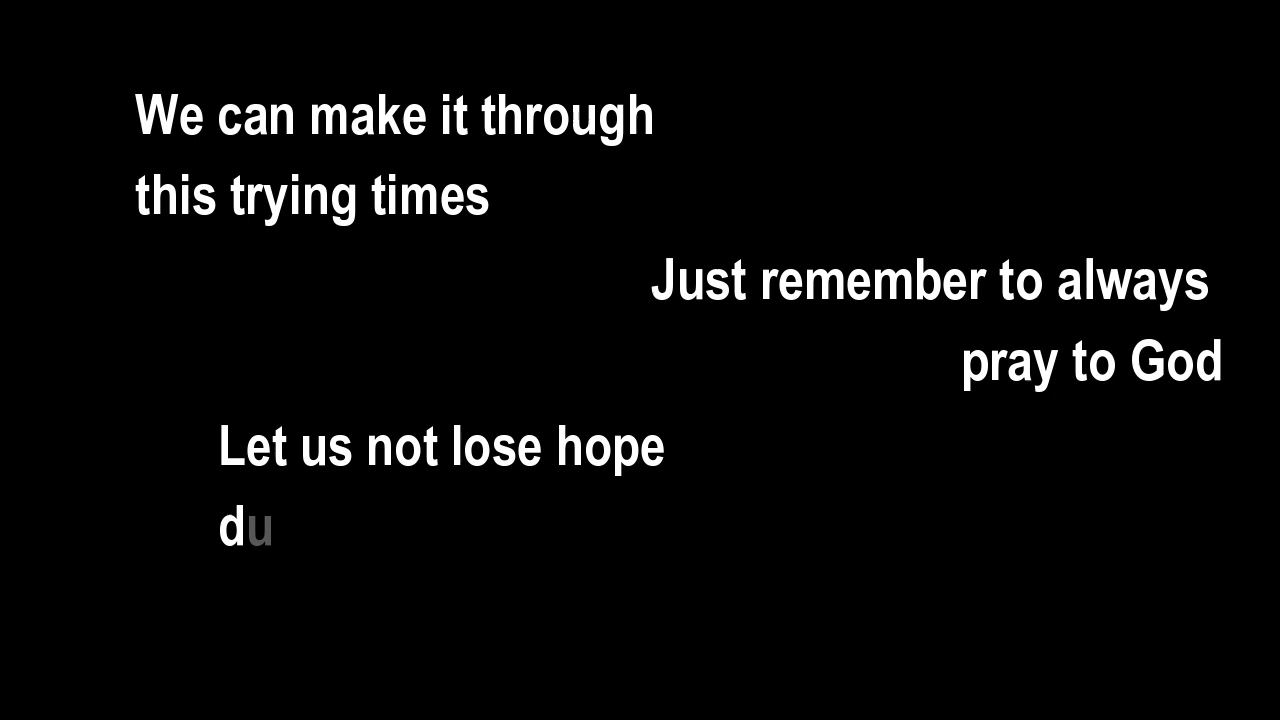 We can make it through
this trying times
Just remember to always
pray to God
Let us not lose hope
du